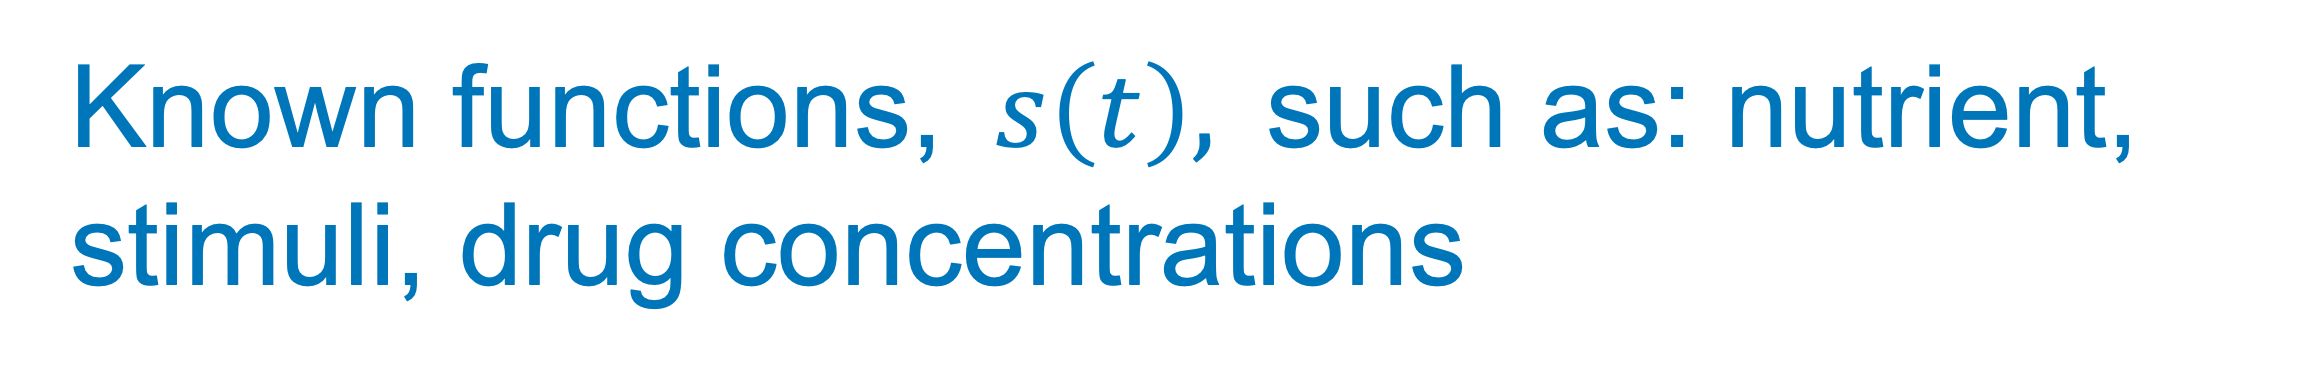 Known functions, s(t), such as: nutrient,
stimuli, drug concentrations